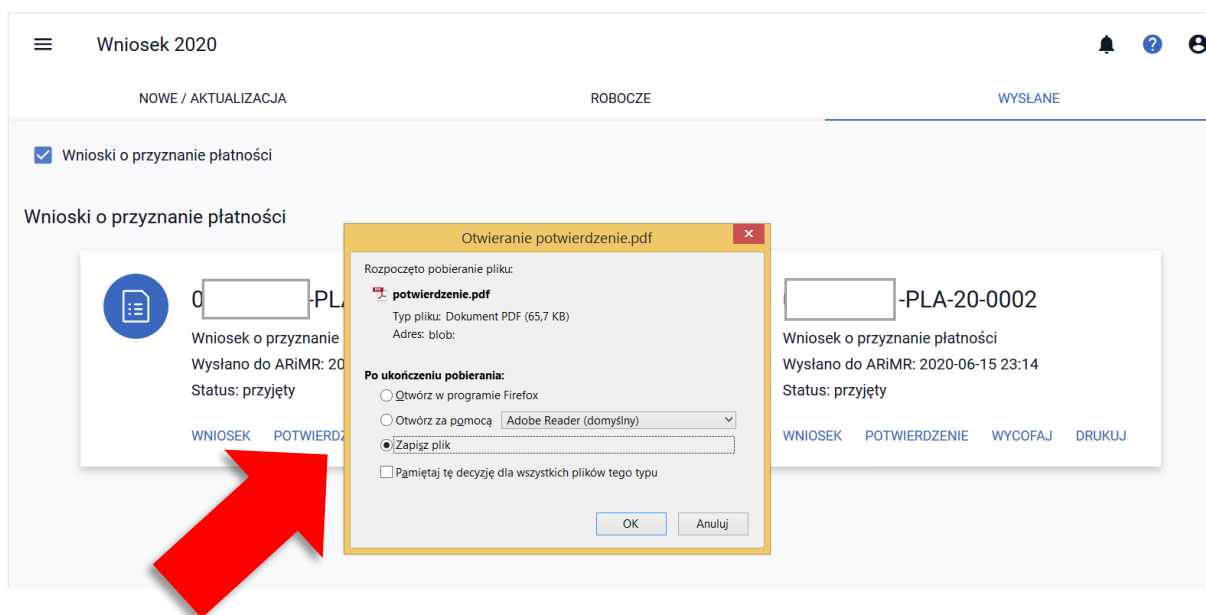 Wniosek 2020
NOWE / AKTUALIZACJA
ROBOCZE
WYSŁANE
Wnioski o przyznanie płatności
Wnioski o przyznanie płatności
0
-PL
Wniosek o przyznanie
Wysłano do ARiMR: 20
Status: przyjęty
WNIOSEK POTWIERDZ
Otwieranie potwierdzenie.pdf
Rozpoczęto pobieranie pliku:
potwierdzenie.pdf
Typ pliku: Dokument PDF (65,7 KB)
Adres: blob:
Po ukończeniu pobierania:
Otwórz w programie Firefox
Otwórz za pomocą Adobe Reader (domyślny)
Zapisz plik
Pamiętaj tę decyzję dla wszystkich plików tego typu
OK Anuluj
-PLA-20-0002
Wniosek o przyznanie płatności
Wysłano do ARiMR: 2020-06-15 23:14
Status: przyjęty
WNIOSEK POTWIERDZENIE WYCOFAJ DRUKUJ